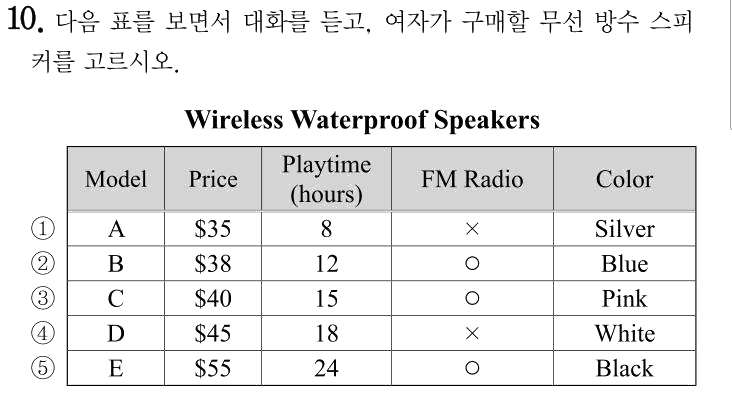 10. 다음 표를 보면서 대화를 듣고, 여자가 구매할 무선 방수 스피
커를 고르시오.
Wireless Waterproof Speakers
Model Price Playtime (hours) FM Radio Color
① A $35 8 × Silver
② B $38 12 ○ Blue
③ C $40 15 ○ Pink
④ D $45 18 × White
⑤ E $55 24 ○ Black